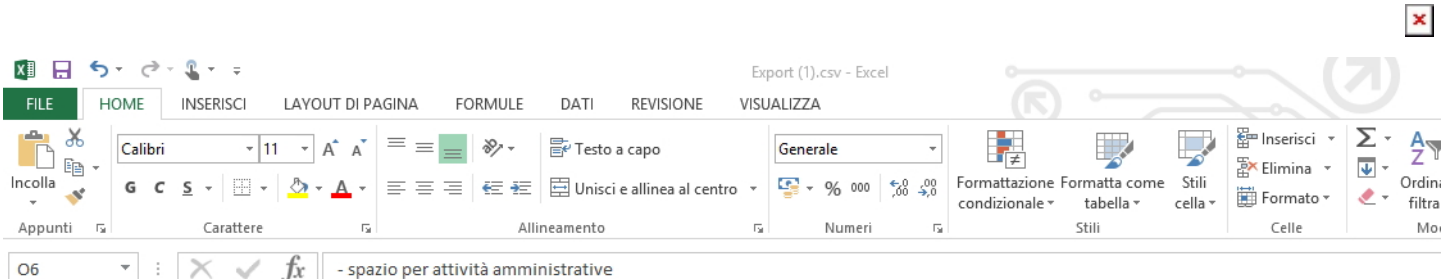 Export (1).csv - Excel
FILE HOME INSERISCI LAYOUT DI PAGINA FORMULE DATI REVISIONE VISUALIZZA
Calibri 11 A A Testo a capo Generale Inserisci
Elimina
Incolla G C S A Unisci e allinea al centro % 000 ,00 ,00 Formattazione condizionale Formatta come tabella Stili cella Formato filtra
Appunti Carattere Allineamento Numeri Stili Celle
O6 fx - spazio per attività amministrative